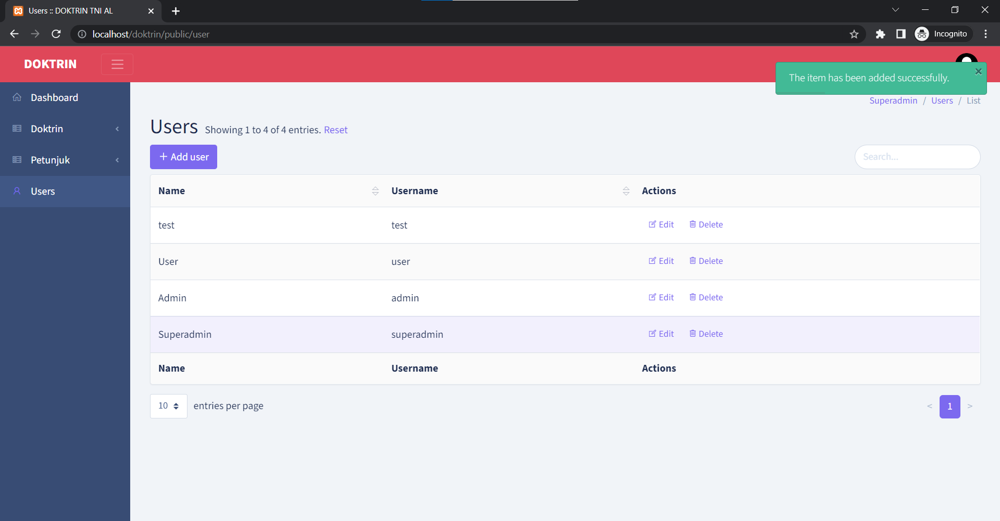 Users :: DOKTRIN TNI AL
localhost/doktrin/public/user
Incognito
DOKTRIN
The item has been added successfully.
Superadmin / Users / List
Dashboard
Doktrin
Petunjuk
Users
Users Showing 1 to 4 of 4 entries. Reset
+ Add user
Search...
Name Username Actions
test test Edit Delete
User user Edit Delete
Admin admin Edit Delete
Superadmin superadmin Edit Delete
Name Username Actions
10 entries per page
< 1 >